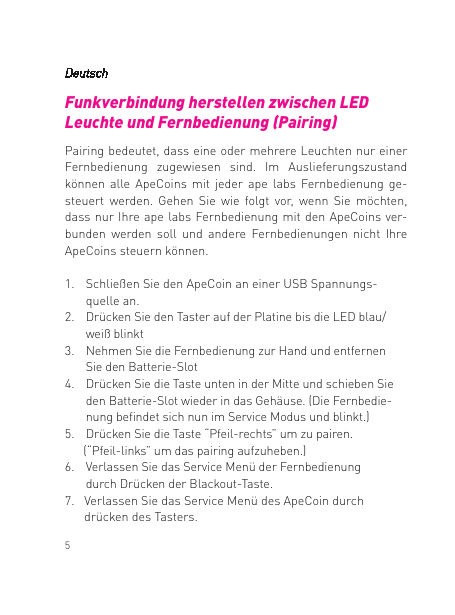 Deutsch
Funkverbindung herstellen zwischen LED
Leuchte und Fernbedienung (Pairing)
Pairing bedeutet, dass eine oder mehrere Leuchten nur einer
Fernbedienung zugewiesen sind. Im Auslieferungszustand
können alle ApeCoins mit jeder ape labs Fernbedienung ge-
steuert werden. Gehen Sie wie folgt vor, wenn Sie möchten,
dass nur Ihre ape labs Fernbedienung mit den ApeCoins ver-
bunden werden soll und andere Fernbedienungen nicht Ihre
ApeCoins steuern können.
1. Schließen Sie den ApeCoin an einer USB Spannungs-
quelle an.
2. Drücken Sie den Taster auf der Platine bis die LED blau/
weiß blinkt
3. Nehmen Sie die Fernbedienung zur Hand und entfernen
Sie den Batterie-Slot
4. Drücken Sie die Taste unten in der Mitte und schieben Sie
den Batterie-Slot wieder in das Gehäuse. (Die Fernbedie-
nung befindet sich nun im Service Modus und blinkt.)
5. Drücken Sie die Taste "Pfeil-rechts" um zu pairen.
("Pfeil-links" um das pairing aufzuheben.)
6. Verlassen Sie das Service Menü der Fernbedienung
durch Drücken der Blackout-Taste.
7. Verlassen Sie das Service Menü des ApeCoin durch
drücken des Tasters.
5